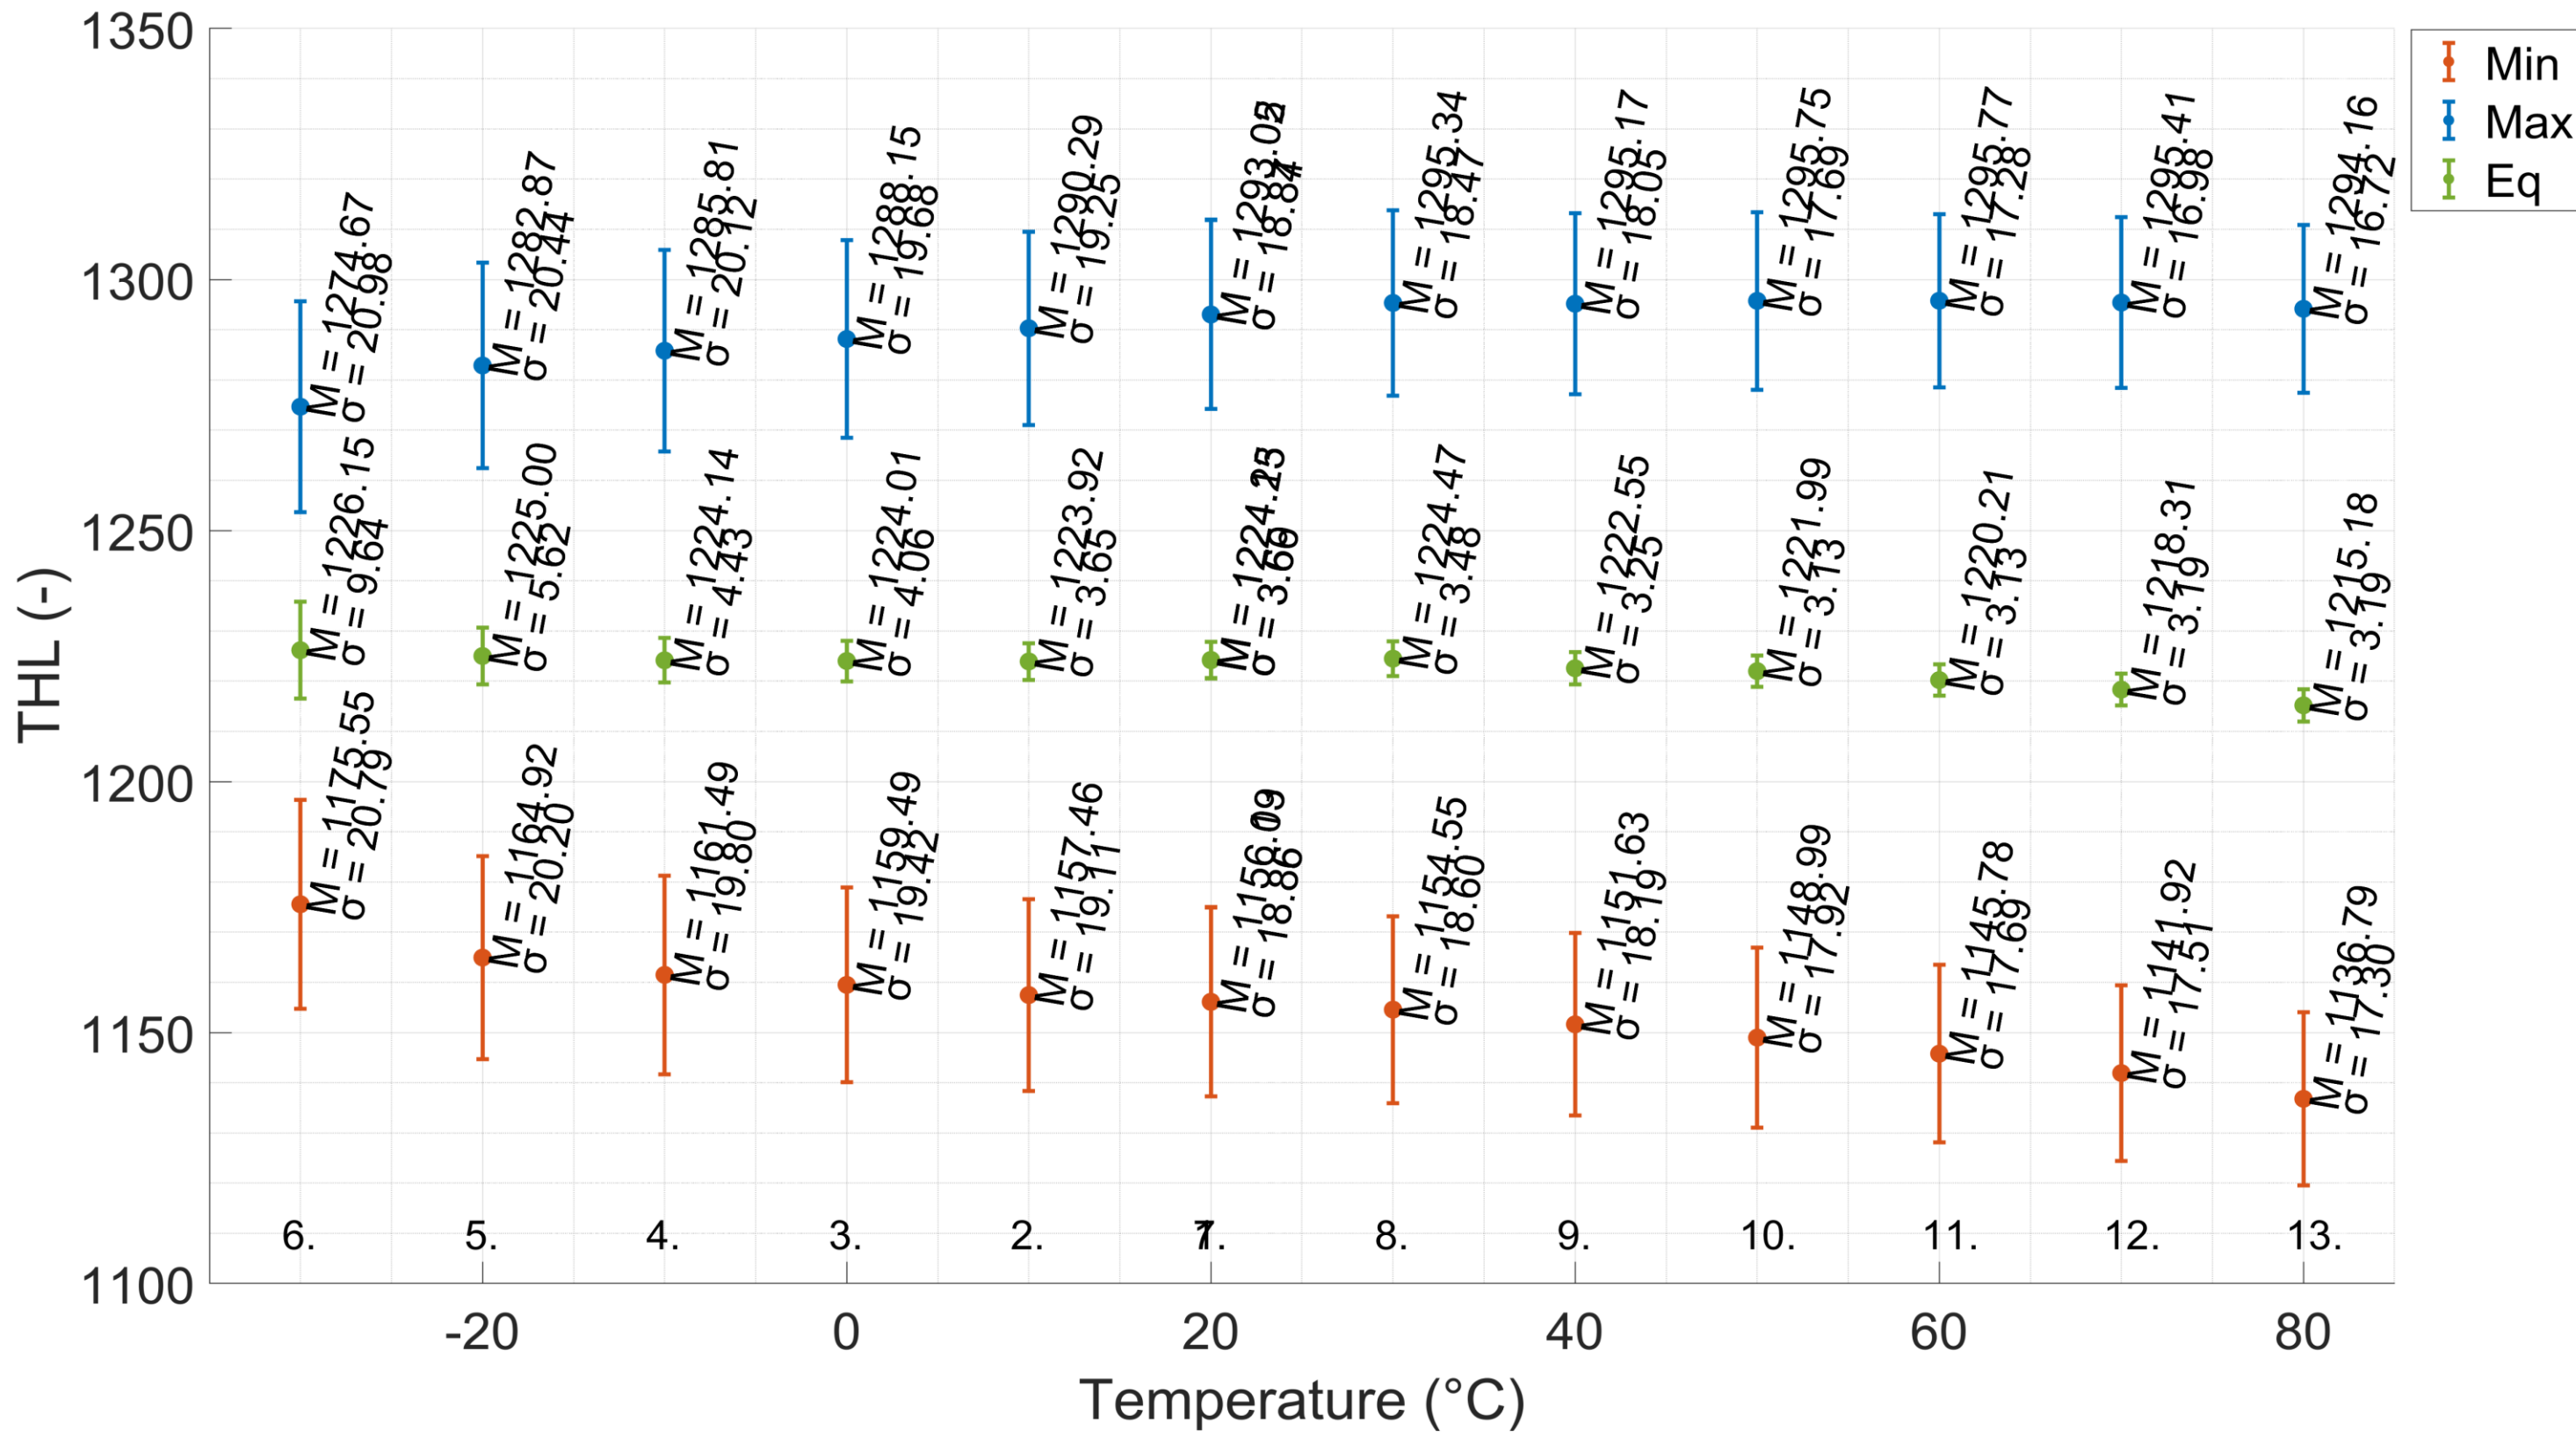 1350
1300
1250
1200
1150
1100
THL (-)
Min
Max
Eq
M = 1274.67
σ = 20.98
M = 1282.87
σ = 20.44
M = 1285.81
σ = 20.12
M = 1288.15
σ = 19.68
M = 1290.29
σ = 19.25
σ = 18.84
M = 1295.34
σ = 18.47
M = 1295.17
σ = 18.05
M = 1295.75
σ = 17.69
M = 1295.77
σ = 17.28
M = 1295.41
σ = 16.98
M = 1294.16
σ = 16.72
M = 1226.15
σ = 9.64
M = 1225.00
σ = 5.62
M = 1224.14
σ = 4.43
M = 1224.01
σ = 4.06
M = 1223.92
σ = 3.65
M = 1224.47
σ = 3.48
M = 1222.55
σ = 3.25
M = 1221.99
σ = 3.13
M = 1220.21
σ = 3.13
M = 1218.31
σ = 3.19
M = 1215.18
σ = 3.19
M = 1175.55
σ = 20.79
M = 1164.92
σ = 20.20
M = 1161.49
σ = 19.80
M = 1159.49
σ = 19.42
M = 1157.46
σ = 19.11
σ = 18.86
M = 1154.55
σ = 18.60
M = 1151.63
σ = 18.19
M = 1148.99
σ = 17.92
M = 1145.78
σ = 17.69
M = 1141.92
σ = 17.51
M = 1136.79
σ = 17.30
6. 5. 4. 3. 2. 8. 9. 10. 11. 12. 13.
-20 0 20 40 60 80
Temperature (°C)